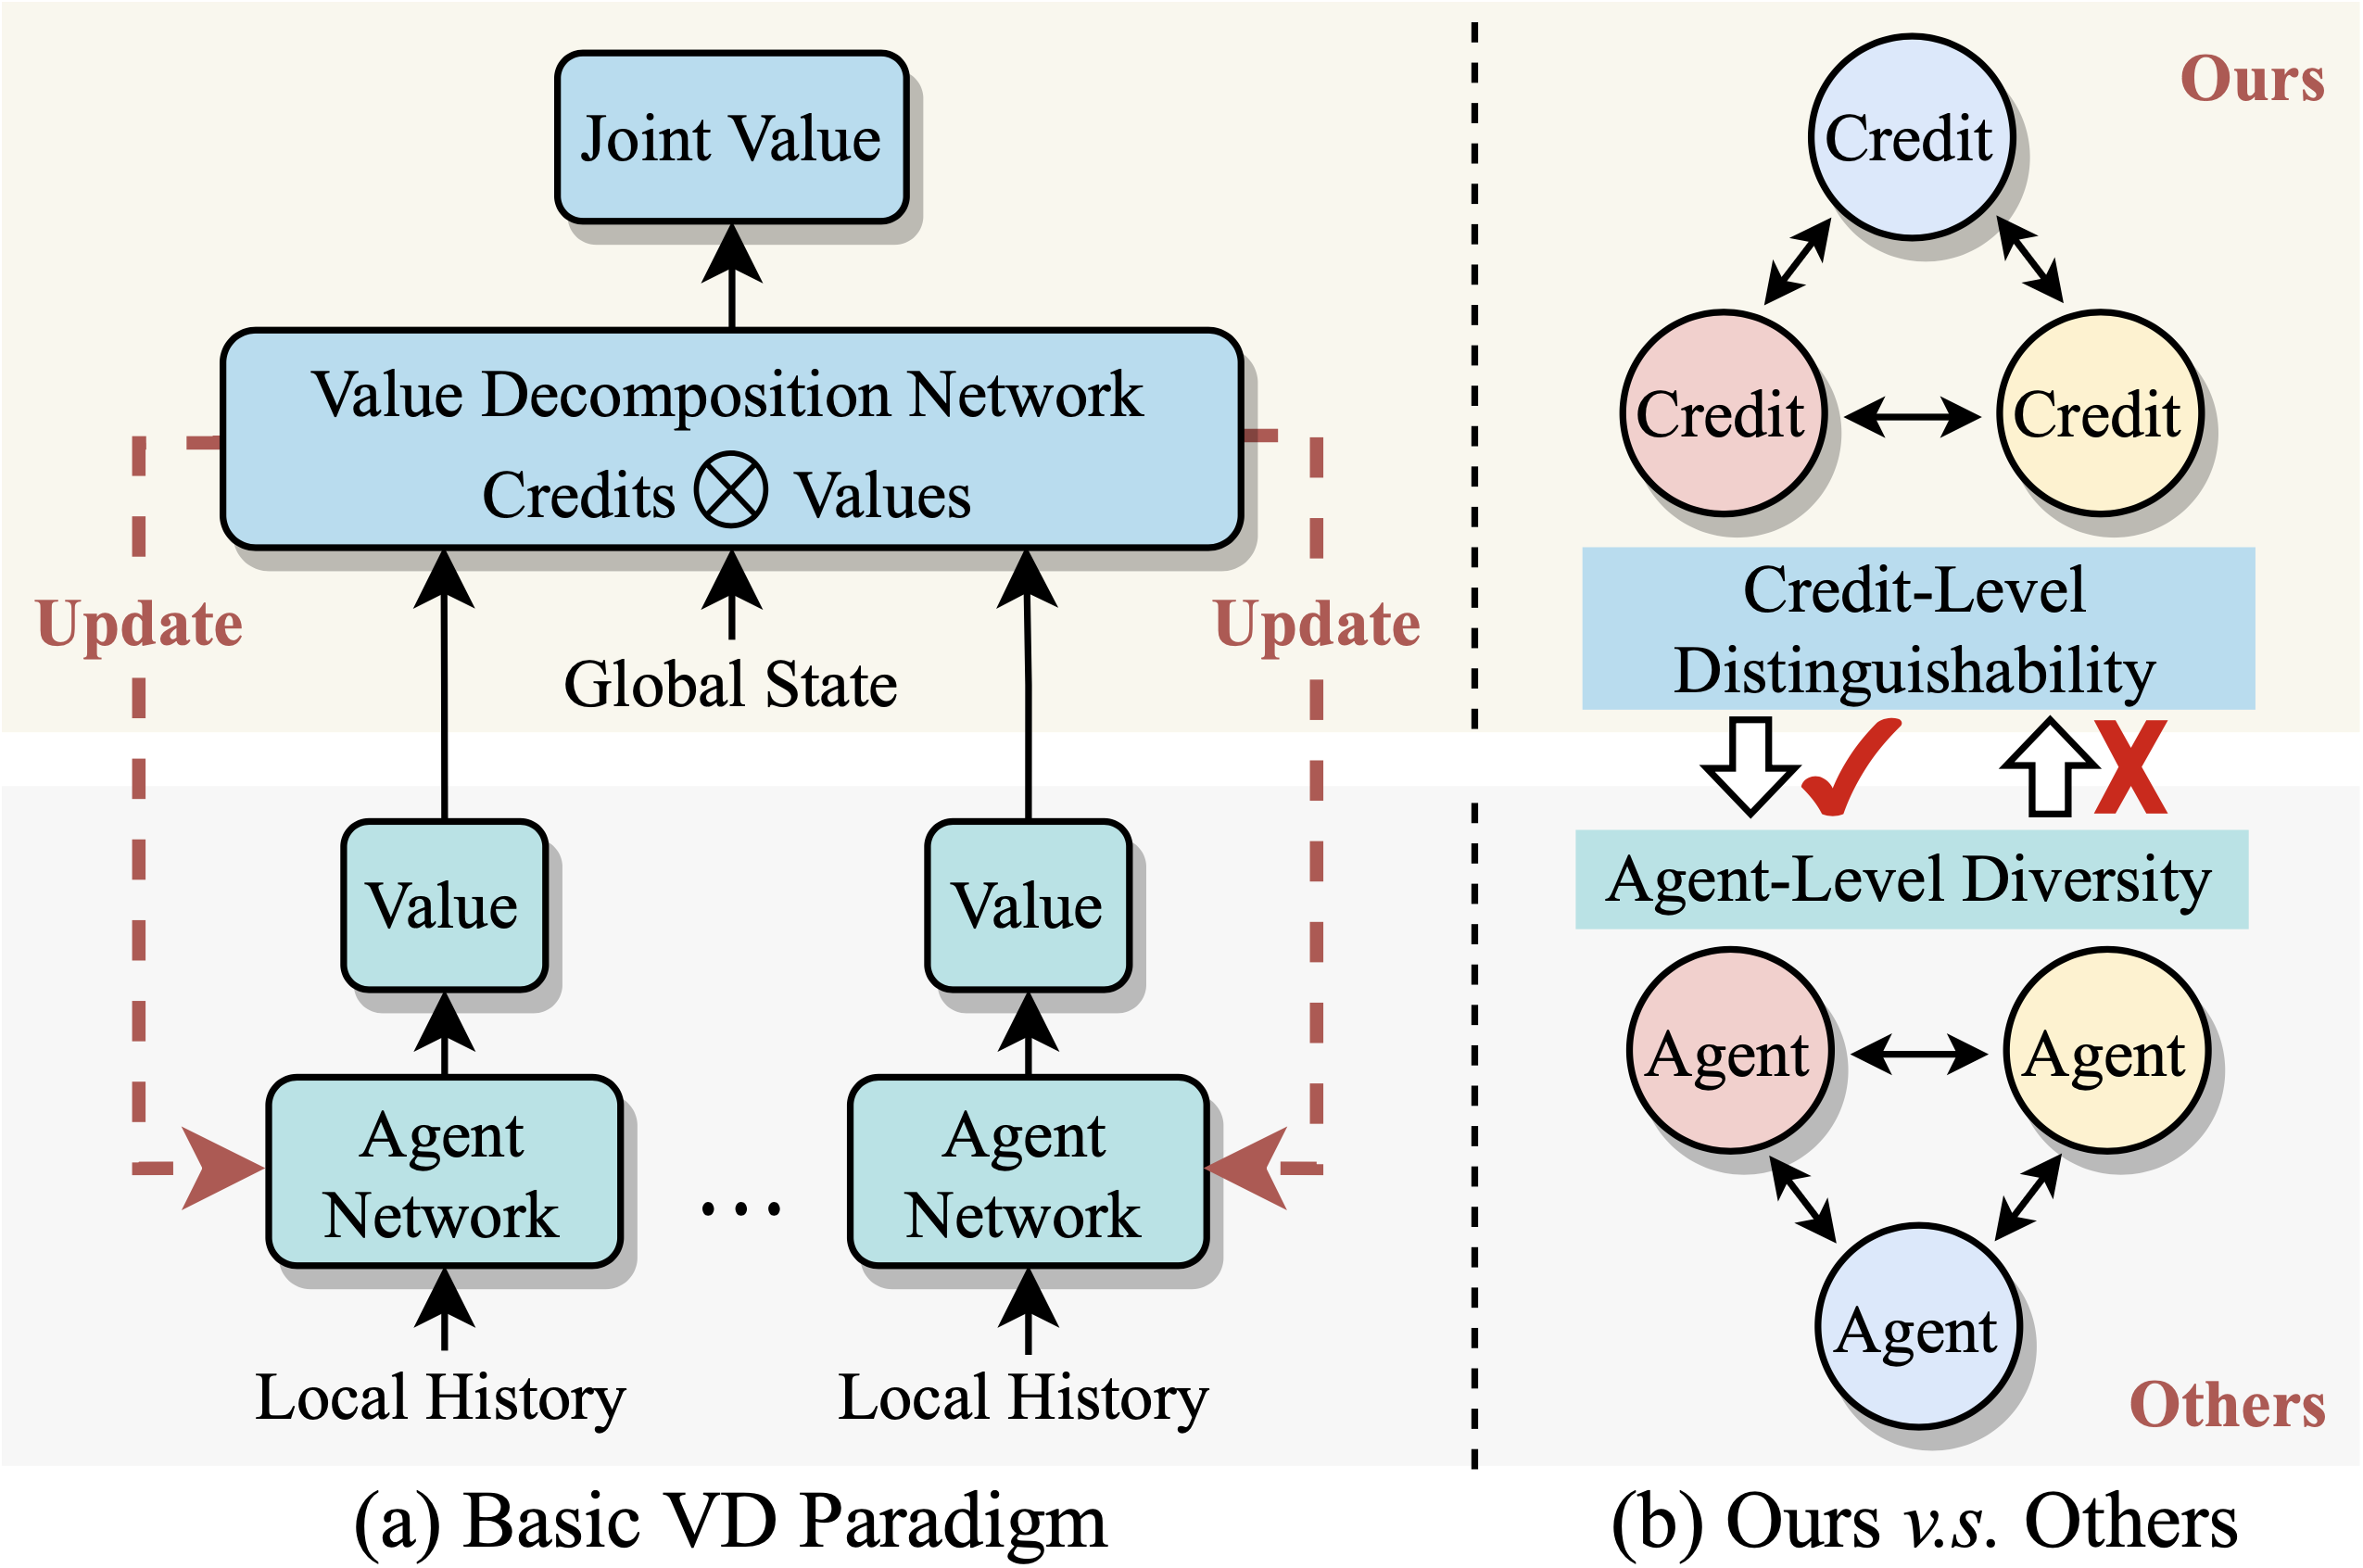 Joint Value
Value Decomposition Network
Credits ⊗ Values
Update
Update
Global State
Value
Value
Agent
Network
...
Agent
Network
Local History
Local History
(a) Basic VD Paradigm
Ours
Credit
Credit
Credit
Credit-Level
Distinguishability
Agent-Level Diversity
Agent
Agent
Agent
Others
(b) Ours v.s. Others